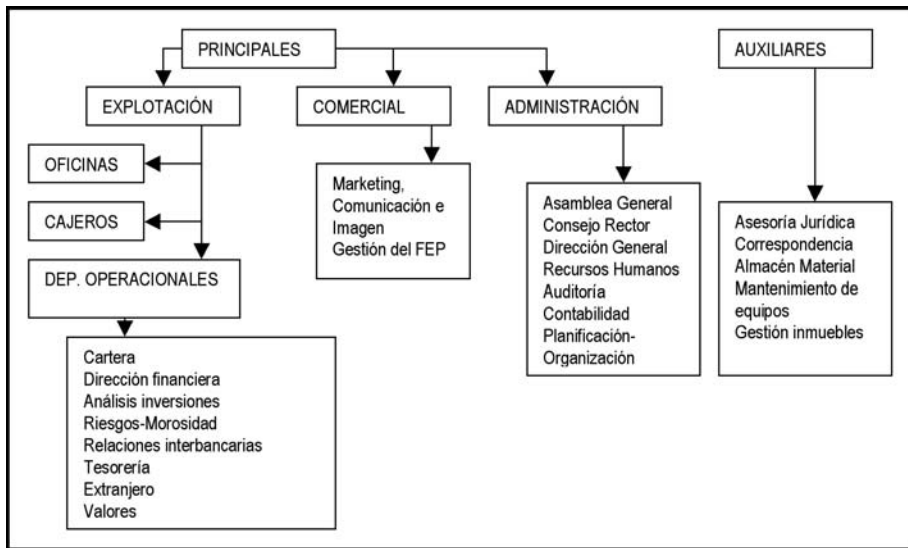 PRINCIPALES
AUXILIARES
EXPLOTACIÓN
COMERCIAL
ADMINISTRACIÓN
OFICINAS
CAJEROS
DEP. OPERACIONALES
Cartera
Dirección financiera
Análisis inversiones
Riesgos-Morosidad
Relaciones interbancarias
Tesorería
Extranjero
Valores
Marketing,
Comunicación e
Imagen
Gestión del FEP
Asamblea General
Consejo Rector
Dirección General
Recursos Humanos
Auditoría
Contabilidad
Planificación-
Organización
Asesoría Jurídica
Correspondencia
Almacén Material
Mantenimiento de
equipos
Gestión inmuebles